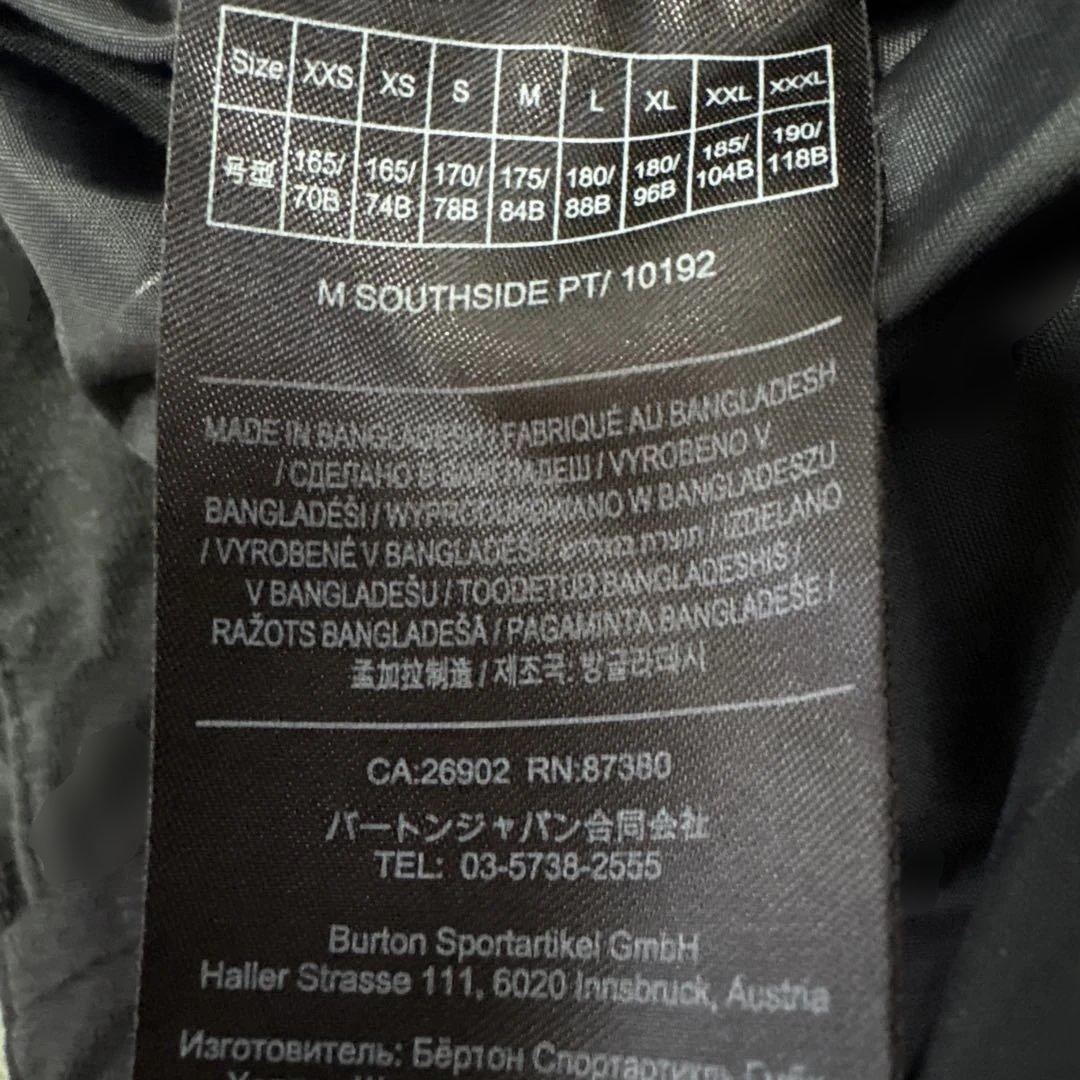 Size XXS XS S M L XL XXL XXXL
号型 165/70B 165/74B 170/78B 175/84B 180/88B 180/96B 185/104B 190/118B
M SOUTHSIDE PT/ 10192
MADE IN BANGLADESH / FABRIQUÉ AU BANGLADESH
/ СДЕЛАНО В БАНГЛАДЕШ / VYROBENO V
BANGLADÉŠI / WYPRODUKOWANO W BANGLADESZU
/ VYROBENÉ V BANGLADÉŠI / / IZDELANO
V BANGLADEŠU / TOODETUD BANGLADESHIS /
RAŽOTS BANGLADEŠĀ / PAGAMINTA BANGLADEŠE /
孟加拉制造 / 제조국: 방글라데시
CA:26902 RN:87380
バートンジャパン合同会社
TEL: 03-5738-2555
Burton Sportartikel GmbH
Haller Strasse 111, 6020 Innsbruck, Austria
Изготовитель: Бёртон Спортартикль